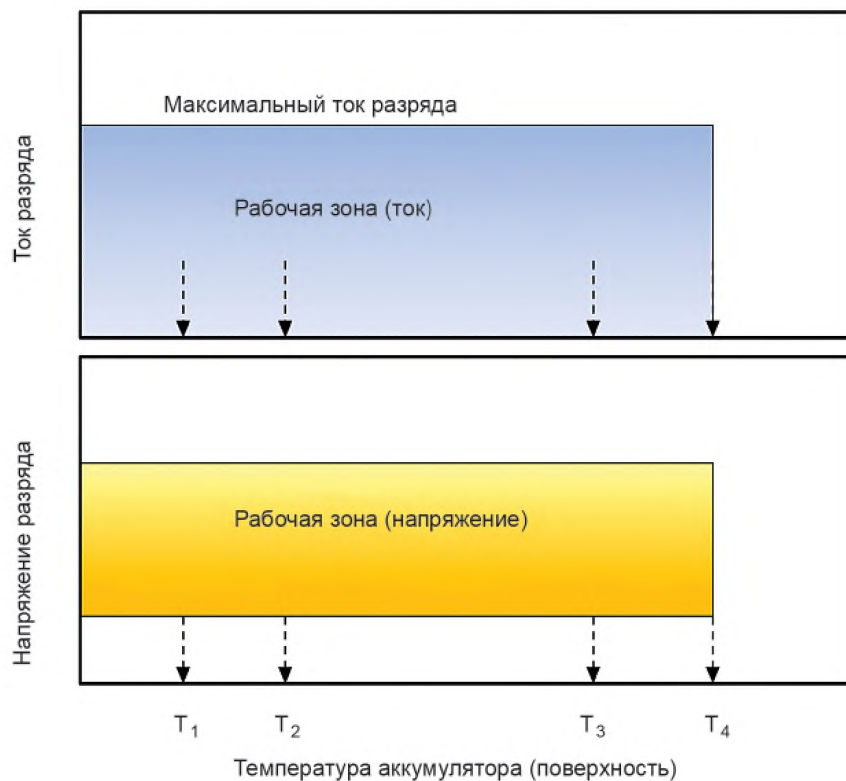 Ток разряда
Максимальный ток разряда
Рабочая зона (ток)
Напряжение разряда
Рабочая зона (напряжение)
T1 T2 T3 T4
Температура аккумулятора (поверхность)